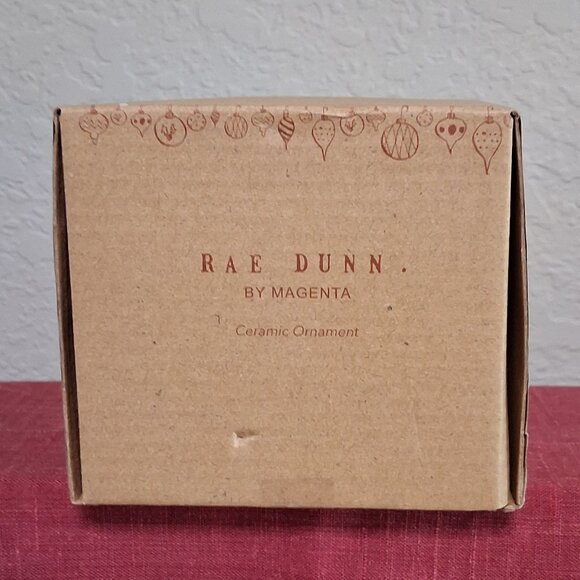 RAE DUNN.
BY MAGENTA
Ceramic Ornament